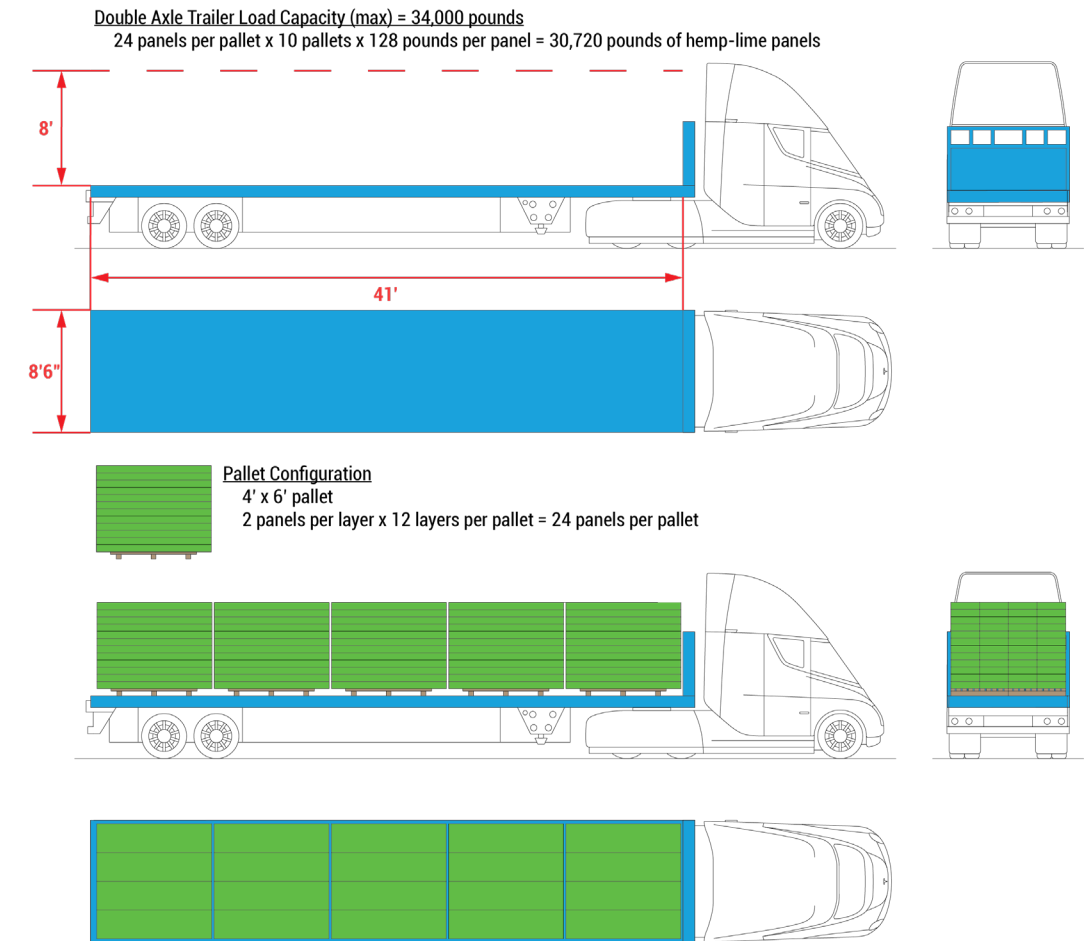 Double Axle Trailer Load Capacity (max) = 34,000 pounds
24 panels per pallet x 10 pallets x 128 pounds per panel = 30,720 pounds of hemp-lime panels
8'
41'
8'6"
Pallet Configuration
4' x 6' pallet
2 panels per layer x 12 layers per pallet = 24 panels per pallet